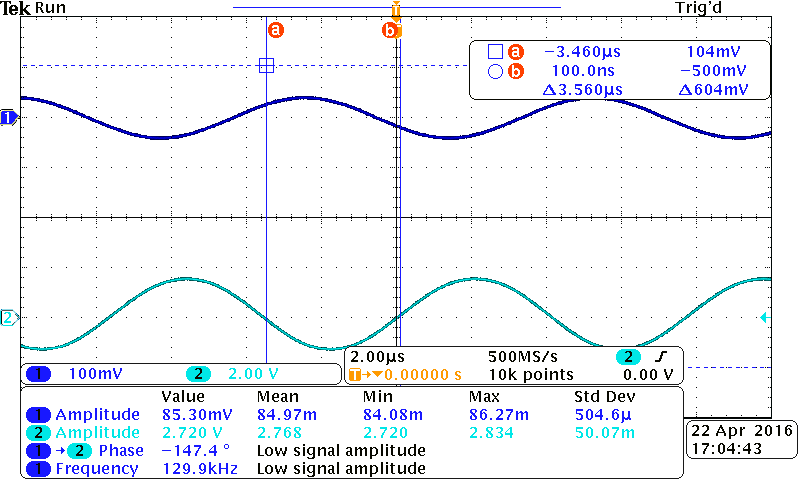 Tek Run Trig'd
T
a b
a −3.460µs 104mV
b 100.0ns −500mV
Δ3.560µs Δ604mV
1
2
1 100mV 2 2.00 V
2.00µs 500MS/s 2
T→▼0.00000 s 10k points 0.00 V
Value Mean Min Max Std Dev
1 Amplitude 85.30mV 84.97m 84.08m 86.27m 504.6µ
2 Amplitude 2.720 V 2.768 2.720 2.834 50.07m
1 → 2 Phase −147.4 ° Low signal amplitude
1 Frequency 129.9kHz Low signal amplitude
22 Apr 2016
17:04:43